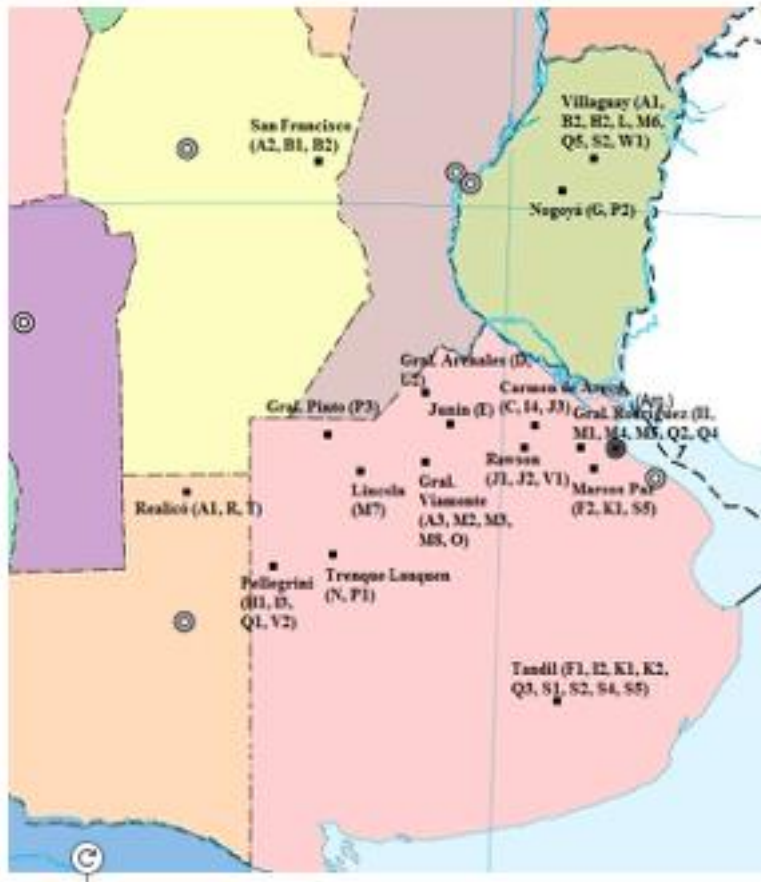 San Francisco
(A2, B1, B2)
Villaguay (A1,
B2, H2, L, M6,
Q5, S2, W1)
Nogoyá (G, P2)
Gral. Arenales (D,
Gral. Pinto (P3)
Junín (E)
Carmen de Areco
(C, I4, J3)
(Arg.)
Gral. Rodríguez (I1,
M1, M4, M5, Q2, Q4
Lincoln
(M7)
Gral.
Viamonte
(A3, M2, M3,
M8, O)
Rawson
(J1, J2, V1)
Marcos Paz
(F2, K1, S5)
Realicó (A1, R, T)
Pellegrini
(H1, I3,
Q1, V2)
Trenque Lauquen
(N, P1)
Tandil (F1, I2, K1, K2,
Q3, S1, S2, S4, S5)